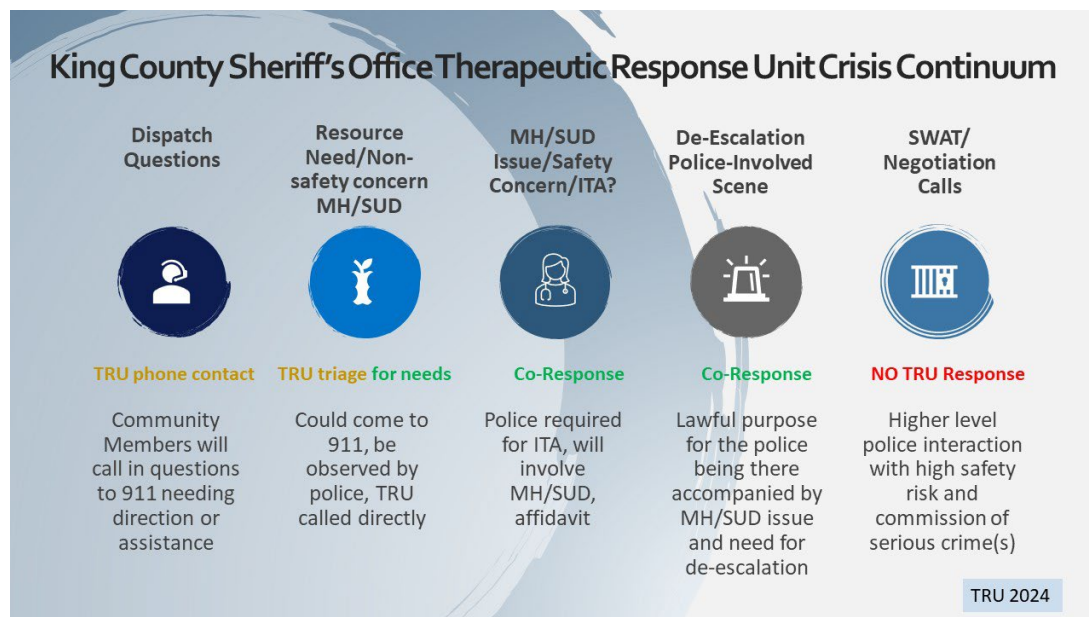 King County Sheriff's Office Therapeutic Response Unit Crisis Continuum
Dispatch
Questions
Resource
Need/Non-
safety concern
MH/SUD
MH/SUD
Issue/Safety
Concern/ITA?
De-Escalation
Police-Involved
Scene
SWAT/
Negotiation
Calls
TRU phone contact
TRU triage for needs
Co-Response
Co-Response
NO TRU Response
Community
Members will
call in questions
to 911 needing
direction or
assistance
Could come to
911, be
observed by
police, TRU
called directly
Police required
for ITA, will
involve
MH/SUD,
affidavit
Lawful purpose
for the police
being there
accompanied by
MH/SUD issue
and need for
de-escalation
Higher level
police interaction
with high safety
risk and
commission of
serious crime(s)
TRU 2024